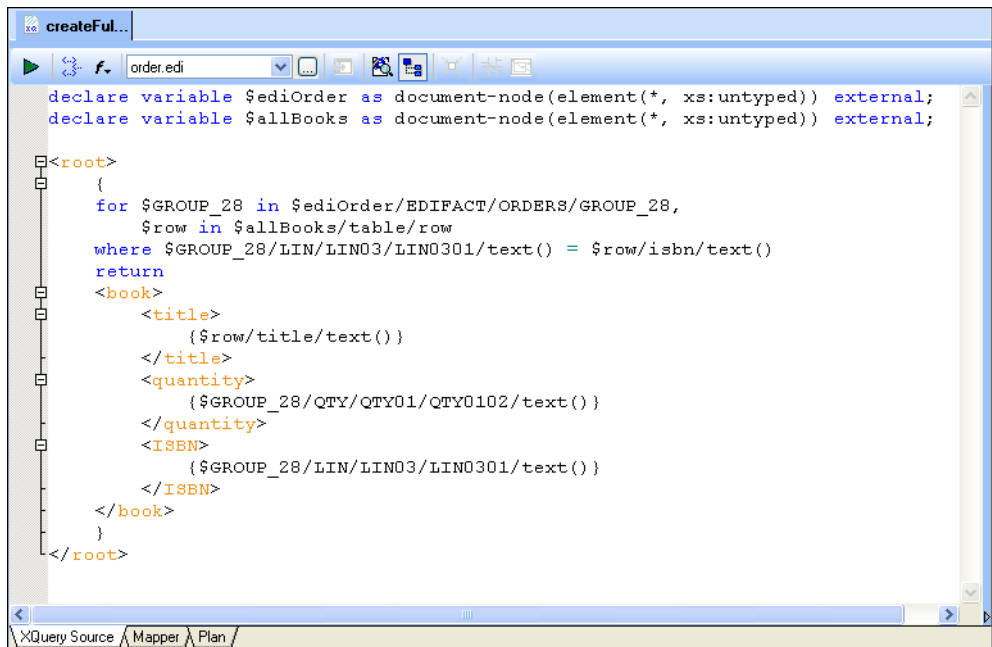 createFul...
f. order.edi ...
declare variable $ediOrder as document-node(element(*, xs:untyped)) external;
declare variable $allBooks as document-node(element(*, xs:untyped)) external;
<root>
{
for $GROUP_28 in $ediOrder/EDIFACT/ORDERS/GROUP_28,
$row in $allBooks/table/row
where $GROUP_28/LIN/LIN03/LIN0301/text() = $row/isbn/text()
return
<book>
<title>
{$row/title/text()}
</title>
<quantity>
{$GROUP_28/QTY/QTY01/QTY0102/text()}
</quantity>
<ISBN>
{$GROUP_28/LIN/LIN03/LIN0301/text()}
</ISBN>
</book>
}
</root>
XQuery Source Mapper Plan